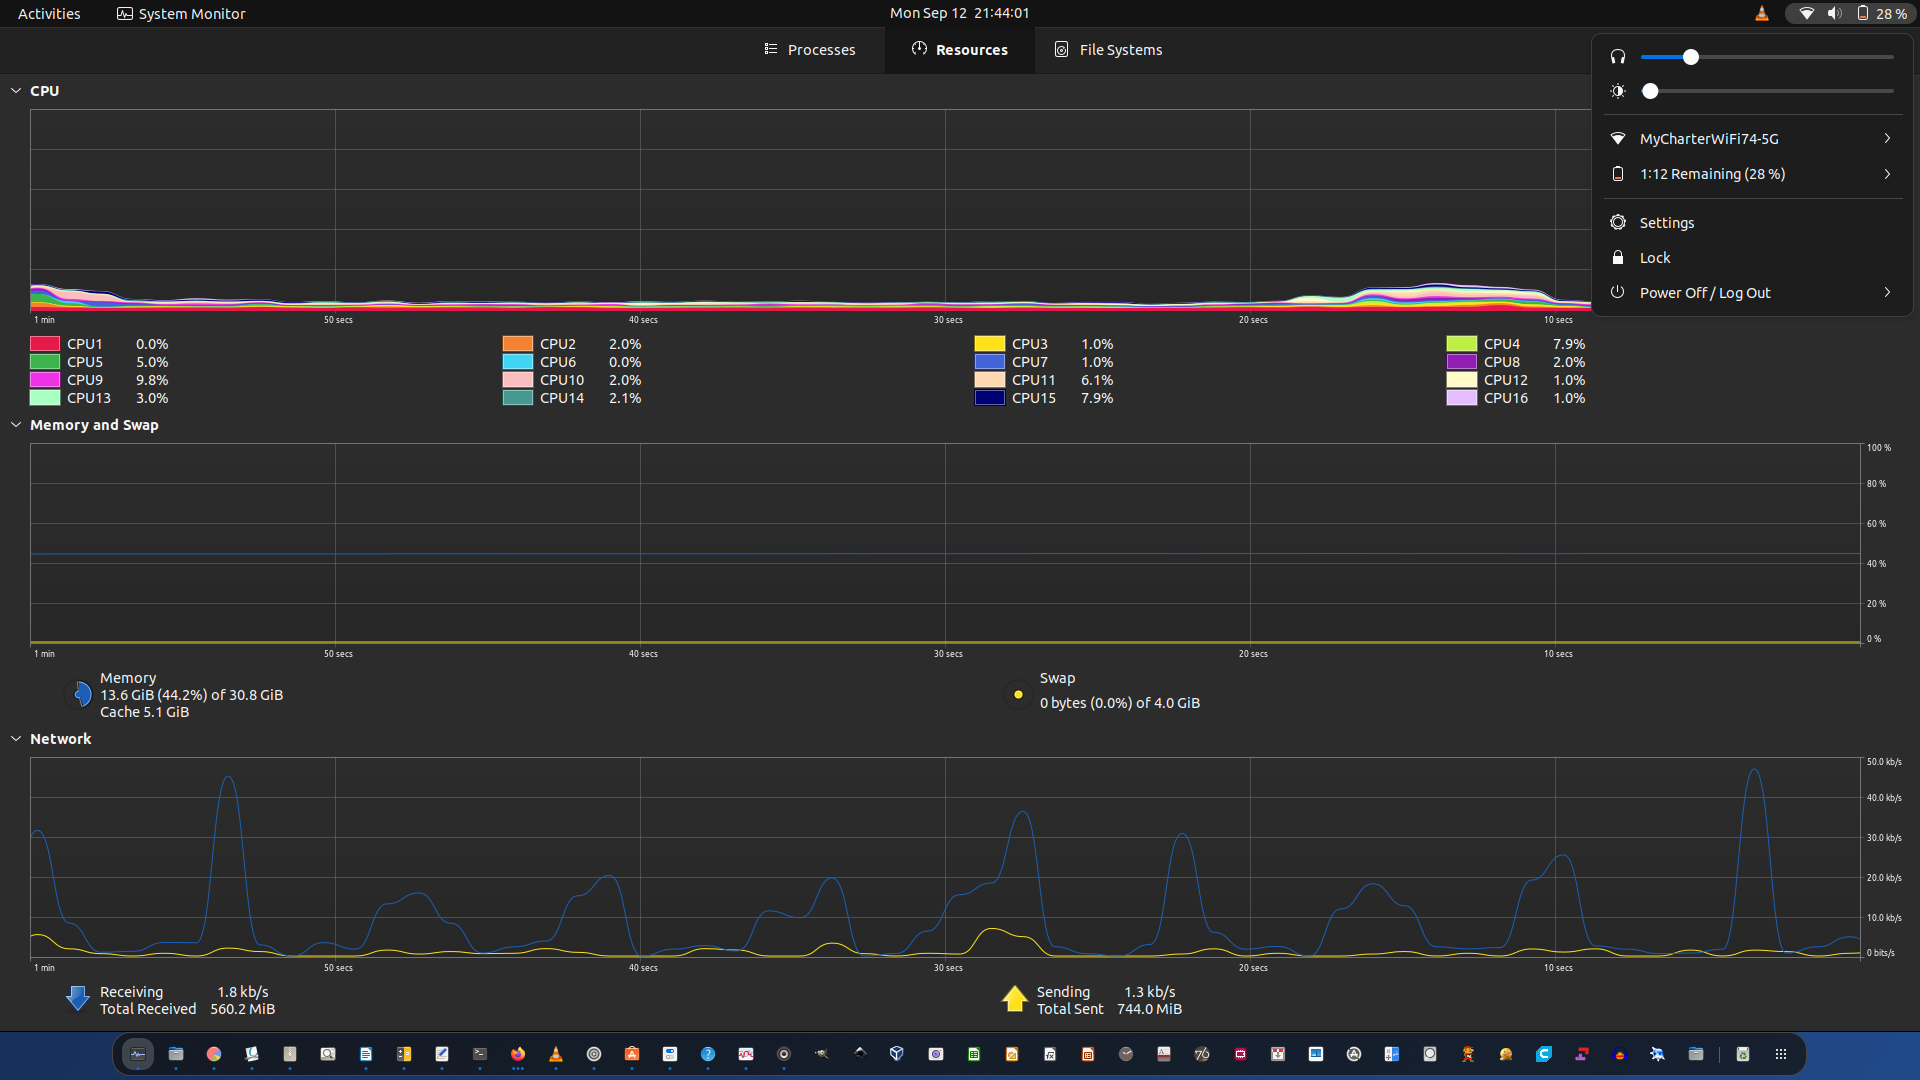 Activities System Monitor Mon Sep 12 21:44:01 28 %
Processes Resources File Systems
CPU
1 min 50 secs 40 secs 30 secs 20 secs 10 secs
MyCharterWiFi74-5G
1:12 Remaining (28 %)
Settings
Lock
Power Off / Log Out
CPU1 0.0% CPU2 2.0% CPU3 1.0% CPU4 7.9%
CPU5 5.0% CPU6 0.0% CPU7 1.0% CPU8 2.0%
CPU9 9.8% CPU10 2.0% CPU11 6.1% CPU12 1.0%
CPU13 3.0% CPU14 2.1% CPU15 7.9% CPU16 1.0%
Memory and Swap
100 %
80 %
60 %
40 %
20 %
0 %
1 min 50 secs 40 secs 30 secs 20 secs 10 secs
Memory
13.6 GiB (44.2%) of 30.8 GiB
Cache 5.1 GiB
Swap
0 bytes (0.0%) of 4.0 GiB
Network
50.0 kb/s
40.0 kb/s
30.0 kb/s
20.0 kb/s
10.0 kb/s
0 bits/s
1 min 50 secs 40 secs 30 secs 20 secs 10 secs
Receiving 1.8 kb/s
Total Received 560.2 MiB
Sending 1.3 kb/s
Total Sent 744.0 MiB